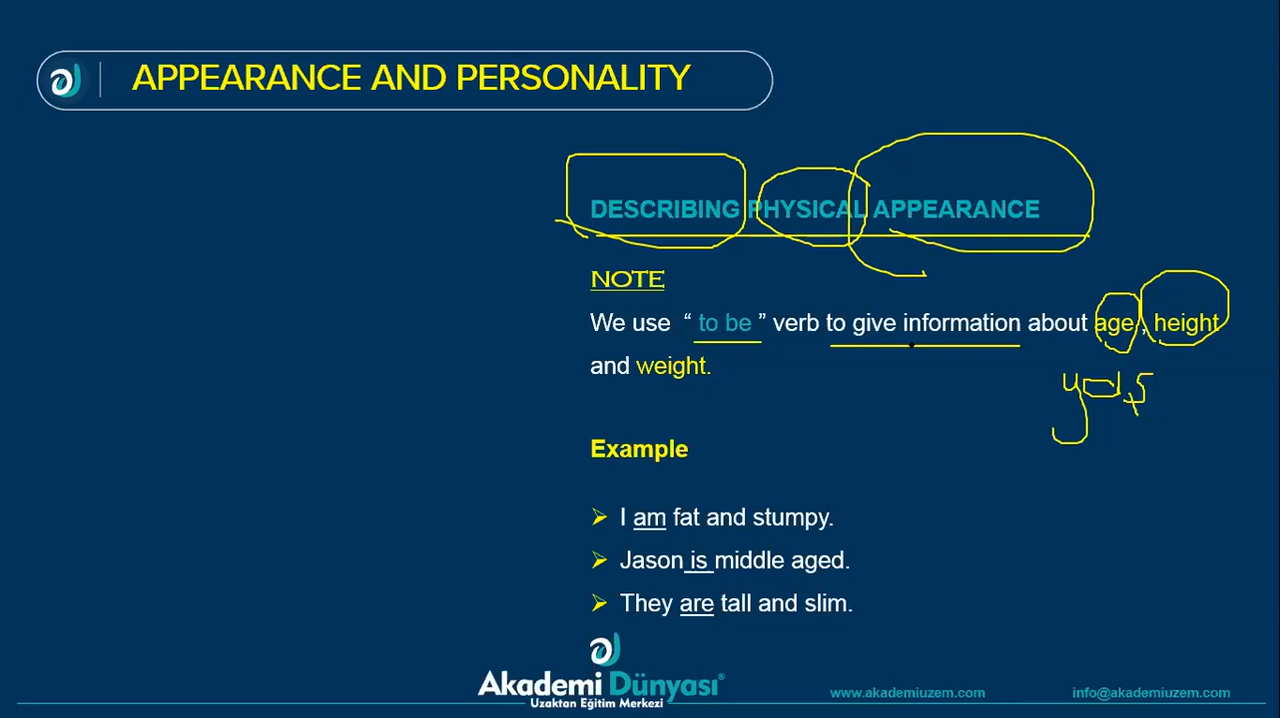 APPEARANCE AND PERSONALITY
DESCRIBING PHYSICAL APPEARANCE
NOTE
We use “ to be ” verb to give information about age , height
and weight.
Example
I am fat and stumpy.
Jason is middle aged.
They are tall and slim.
Akademi Dünyası®
Uzaktan Eğitim Merkezi
www.akademiuzem.com
info@akademiuzem.com